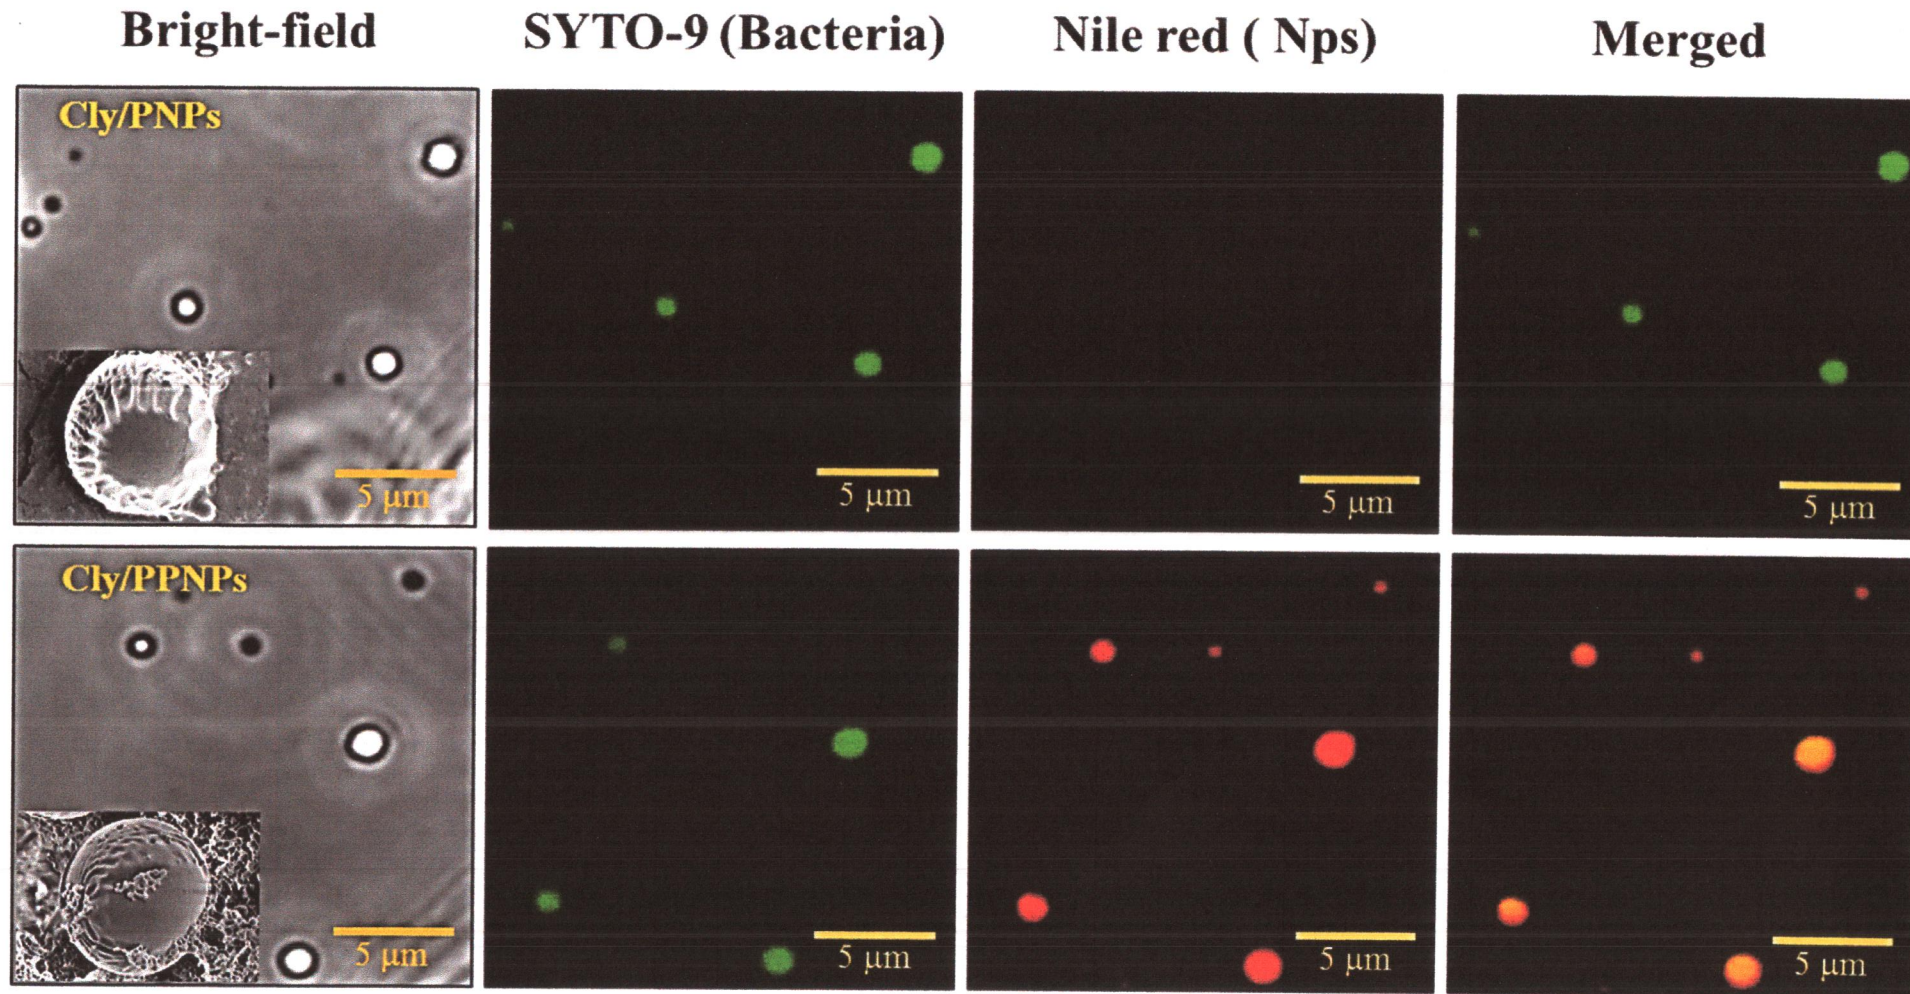 Bright-field SYTO-9 (Bacteria) Nile red ( Nps) Merged
Cly/PNPs
5 µm 5 µm 5 µm 5 µm
Cly/PPNPs
5 µm 5 µm 5 µm 5 µm